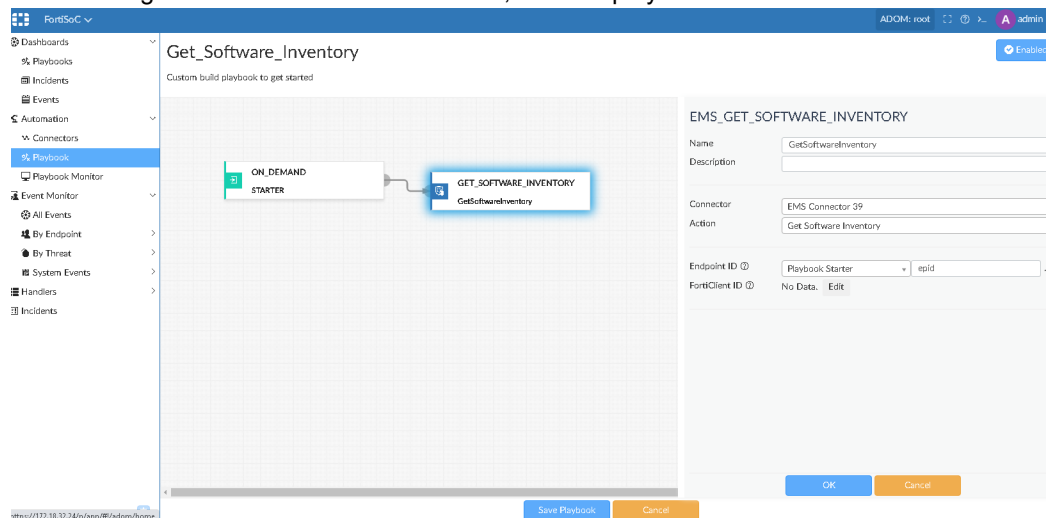 FortiSoC
ADOM: root
A admin
Dashboards
Playbooks
Incidents
Events
Automation
Connectors
Playbook
Playbook Monitor
Event Monitor
All Events
By Endpoint
By Threat
System Events
Handlers
Incidents
Get_Software_Inventory
Enabled
Custom build playbook to get started
ON_DEMAND
STARTER
GET_SOFTWARE_INVENTORY
GetSoftwareInventory
EMS_GET_SOFTWARE_INVENTORY
Name GetSoftwareInventory
Description
Connector EMS Connector 39
Action Get Software Inventory
Endpoint ID Playbook Starter epid
FortiClient ID No Data. Edit
OK Cancel
Save Playbook Cancel